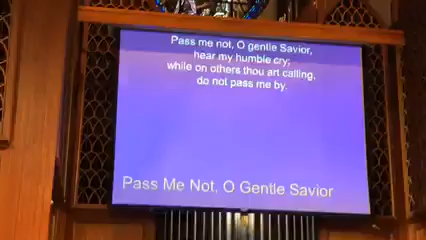 Pass me not, O gentle Savior,
hear my humble cry;
while on others thou art calling,
do not pass me by.
Pass Me Not, O Gentle Savior